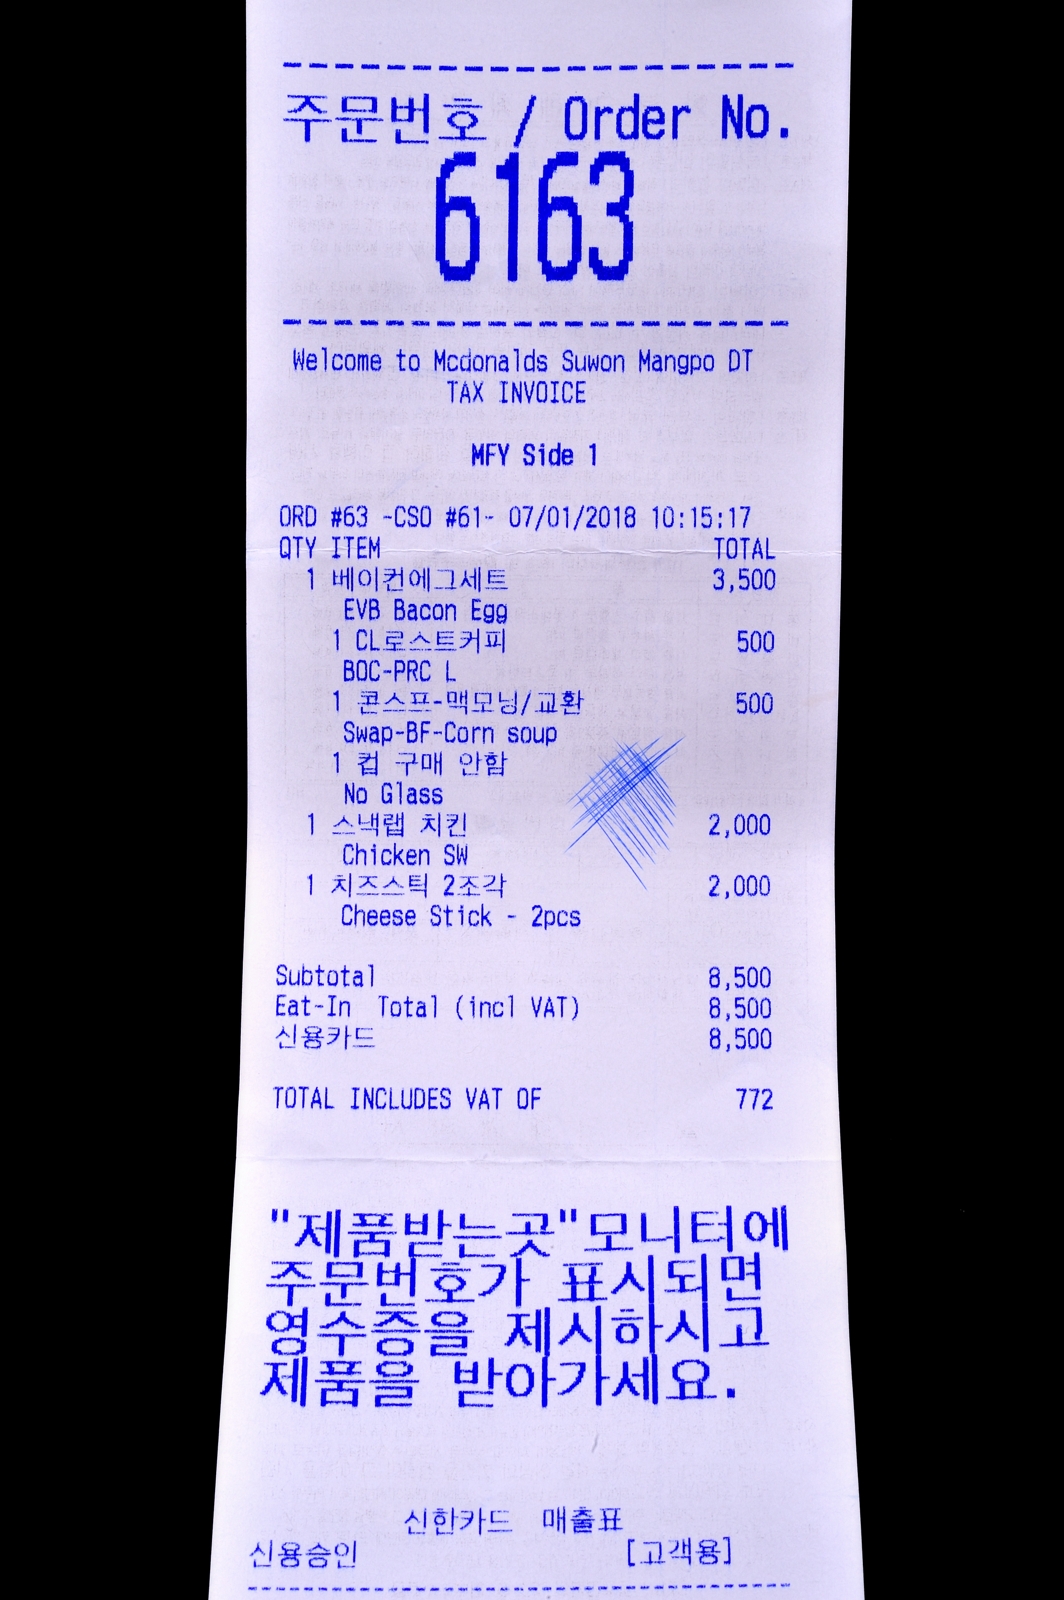 주문번호 / Order No.
6163
Welcome to Mcdonalds Suwon Mangpo DT
TAX INVOICE
MFY Side 1
ORD #63 -CSO #61- 07/01/2018 10:15:17
QTY ITEM TOTAL
1 베이컨에그세트 3,500
EVB Bacon Egg
1 CL로스트커피 500
BOC-PRC L
1 콘스프-맥모닝/교환 500
Swap-BF-Corn soup
1 컵 구매 안함
No Glass
1 스낵랩 치킨 2,000
Chicken SW
1 치즈스틱 2조각 2,000
Cheese Stick - 2pcs
Subtotal 8,500
Eat-In Total (incl VAT) 8,500
신용카드 8,500
TOTAL INCLUDES VAT OF 772
"제품받는곳"모니터에
주문번호가 표시되면
영수증을 제시하시고
제품을 받아가세요.
신한카드 매출표
신용승인 [고객용]